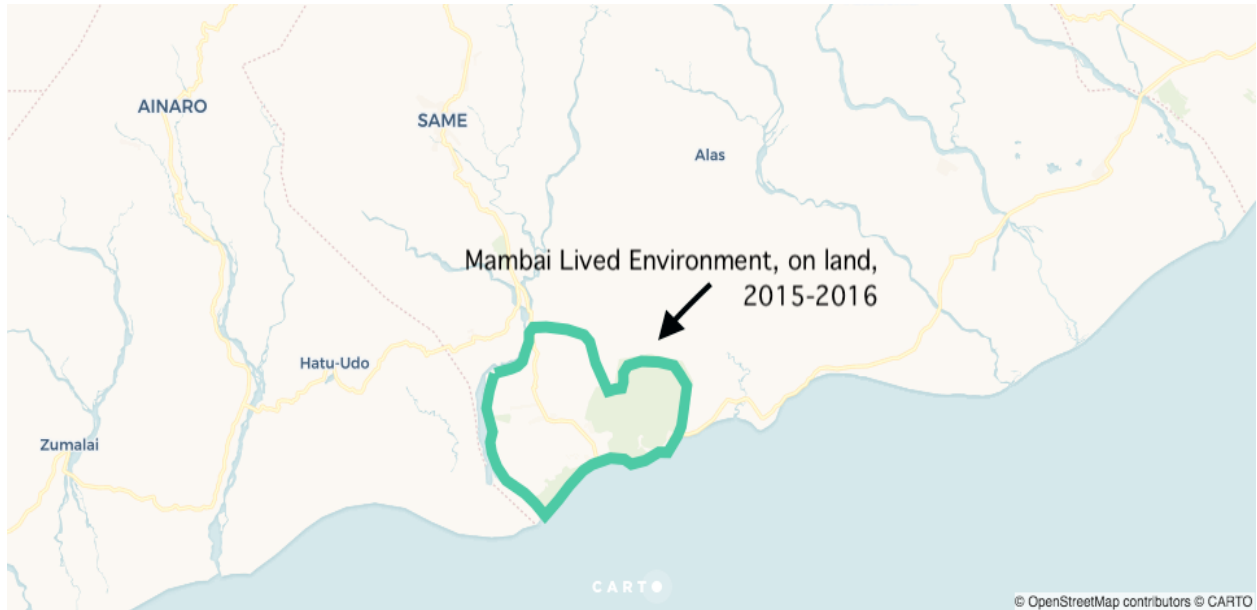 AINARO
SAME
Alas
Mambai Lived Environment, on land,
2015-2016
Hatu-Udo
Zumalai
CARTO
© OpenStreetMap contributors © CARTO